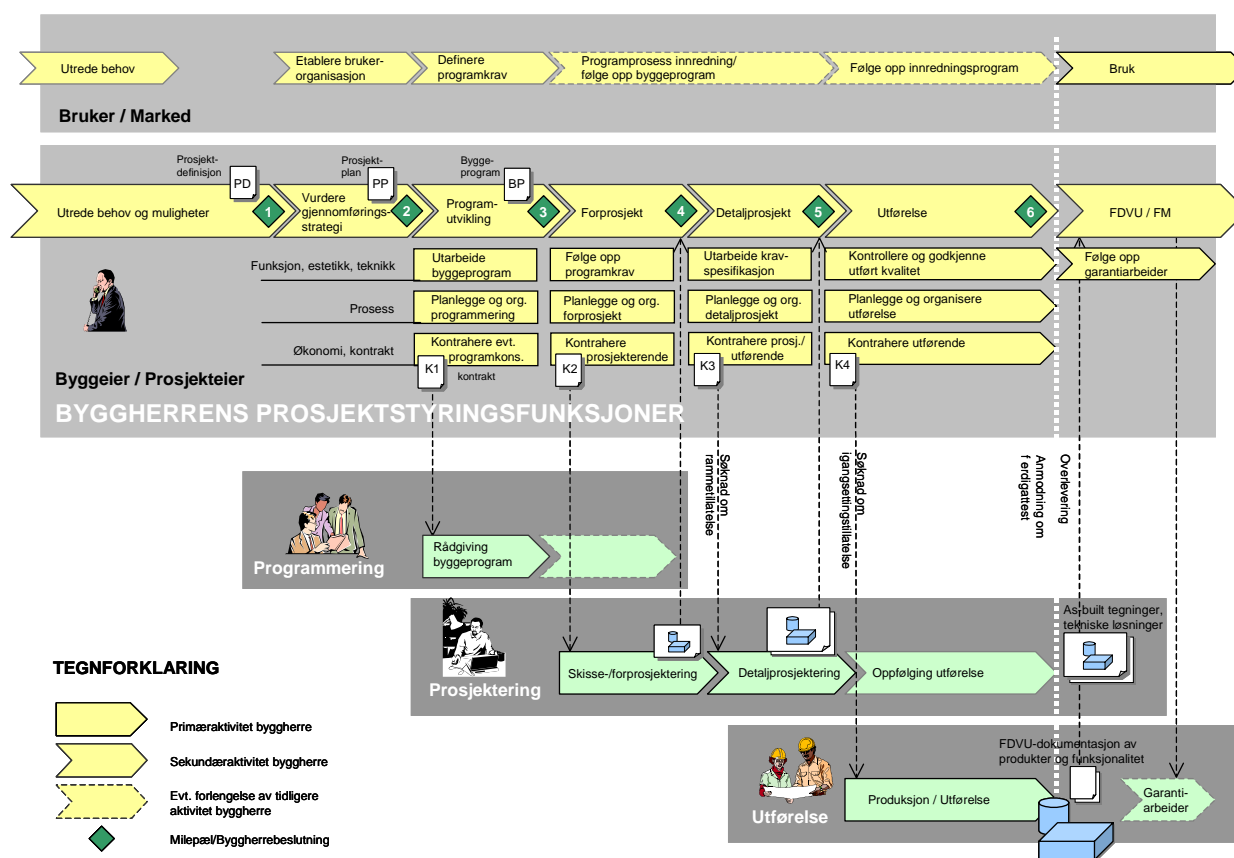 Utrede behov
Etablere bruker-
organisasjon
Definere
programkrav
Programprosess innredning/
følge opp byggeprogram
Følge opp innredningsprogram
Bruk
Bruker / Marked
Prosjekt-
definisjon
PD
Prosjekt-
plan
PP
Bygge-
program
BP
Utrede behov og muligheter
1
Vurdere
gjennomførings-
strategi
2
Program-
utvikling
3
Forprosjekt
4
Detaljprosjekt
5
Utførelse
6
FDVU / FM
Funksjon, estetikk, teknikk
Utarbeide
byggeprogram
Følge opp
programkrav
Utarbeide krav-
spesifikasjon
Kontrollere og godkjenne
utført kvalitet
Følge opp
garantiarbeider
Prosess
Planlegge og org.
programmering
Planlegge og org.
forprosjekt
Planlegge og org.
detaljprosjekt
Planlegge og organisere
utførelse
Økonomi, kontrakt
Kontrahere evt.
programkons.
Kontrahere
prosjekterende
Kontrahere prosj./
utførende
Kontrahere utførende
K1
kontrakt
K2
K3
K4
Byggeier / Prosjekteier
BYGGHERRENS PROSJEKTSTYRINGSFUNKSJONER
Søknad om
rammetillatelse
Søknad om
igangsettingstillatelse
Overlevering
Anmodning om
f erdigattest
Rådgiving
byggeprogram
Programmering
As-built tegninger,
tekniske løsninger
Skisse-/forprosjektering
Detaljprosjektering
Oppfølging utførelse
Prosjektering
FDVU-dokumentasjon av
produkter og funksjonalitet
Produksjon / Utførelse
Garanti-
arbeider
Utførelse
TEGNFORKLARING
Primæraktivitet byggherre
Sekundæraktivitet byggherre
Evt. forlengelse av tidligere
aktivitet byggherre
Milepæl/Byggherrebeslutning